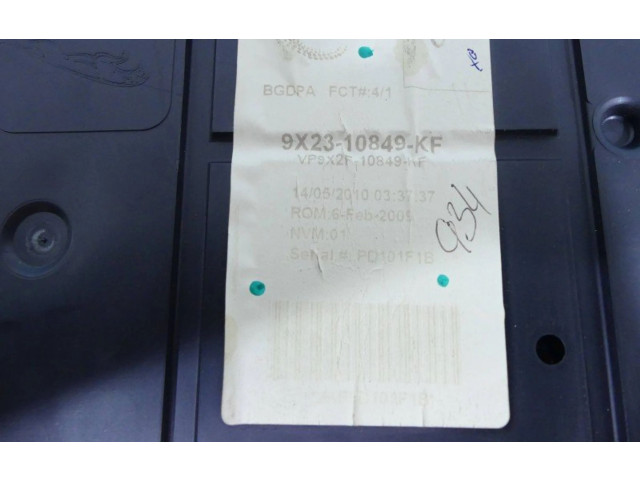 XB
BGDPA FCT#:4/1
9X23-10849-KF
VP9X2F-10849-KF
14/05/2010 03:37:37
ROM:6-Feb-2009
NVM:01
Serial #: PD101F1B
934